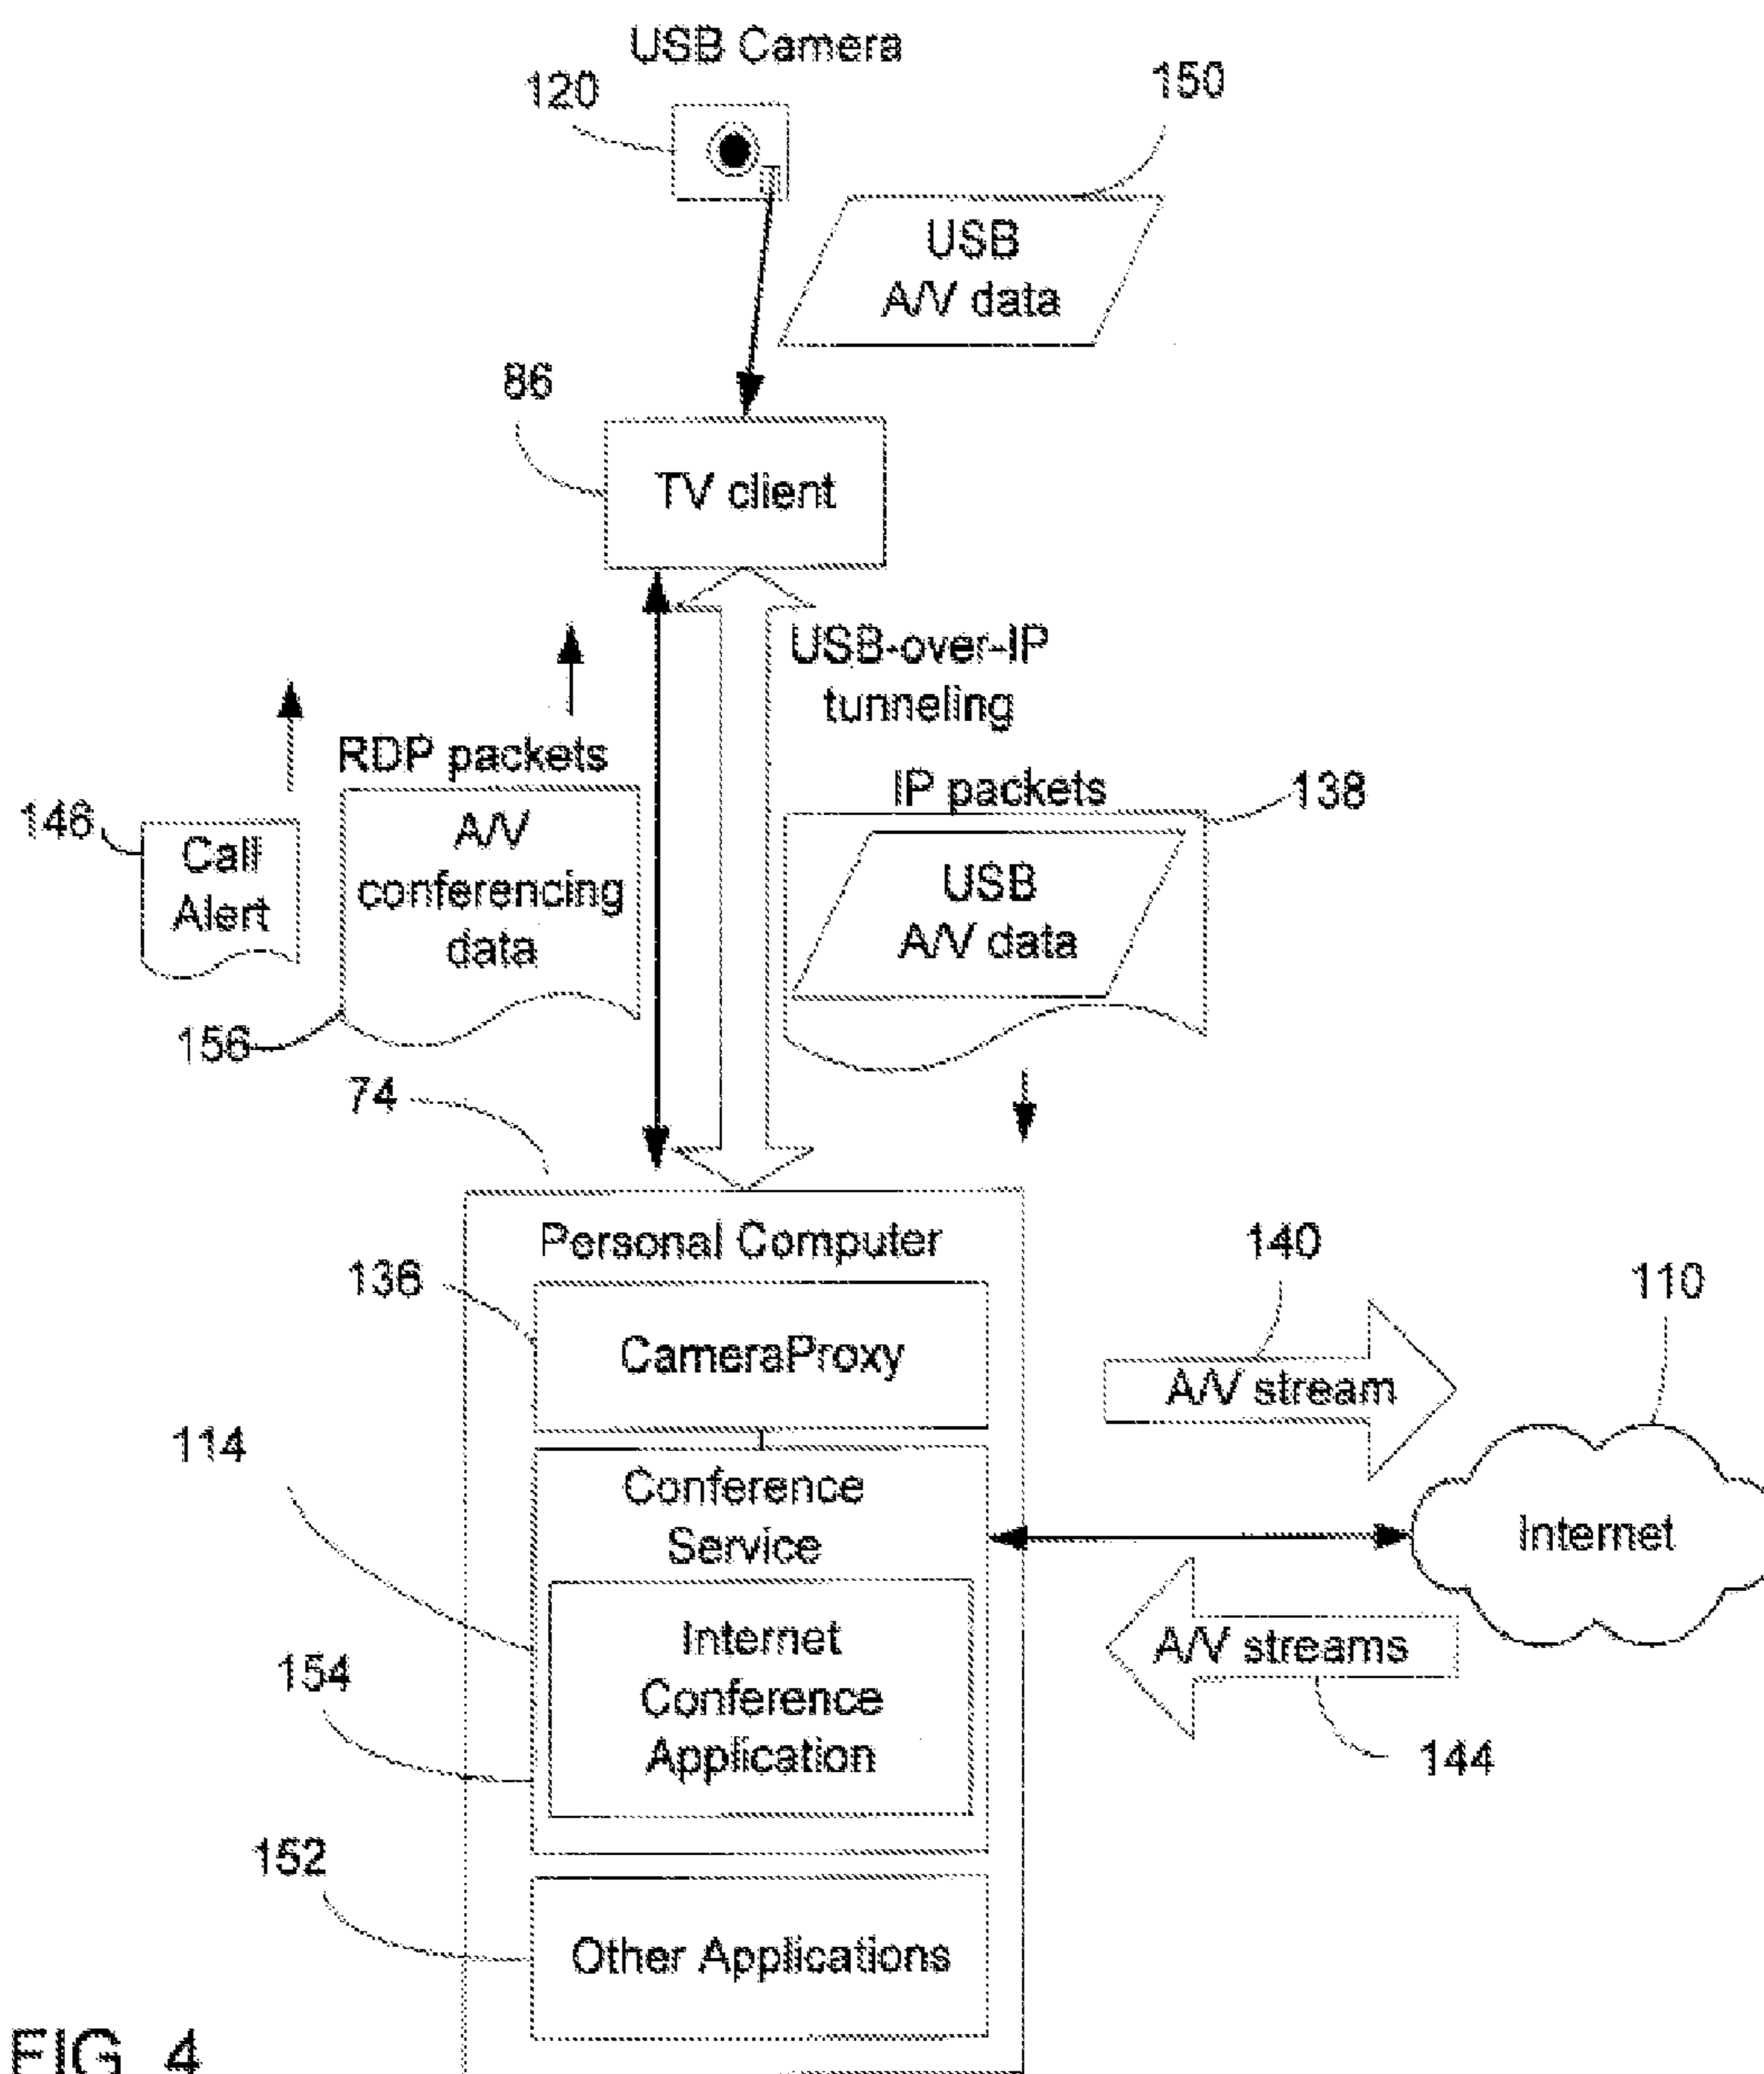 USB Camera
120
150
USB
A/V data
86
TV client
USB-over-IP
tunneling
RDP packets
IP packets
138
146
Call
Alert
A/V
conferencing
data
USB
A/V data
156
74
Personal Computer
136
CameraProxy
140
A/V stream
110
114
Conference
Service
Internet
Internet
Conference
Application
A/V streams
154
144
152
Other Applications
FIG. 4